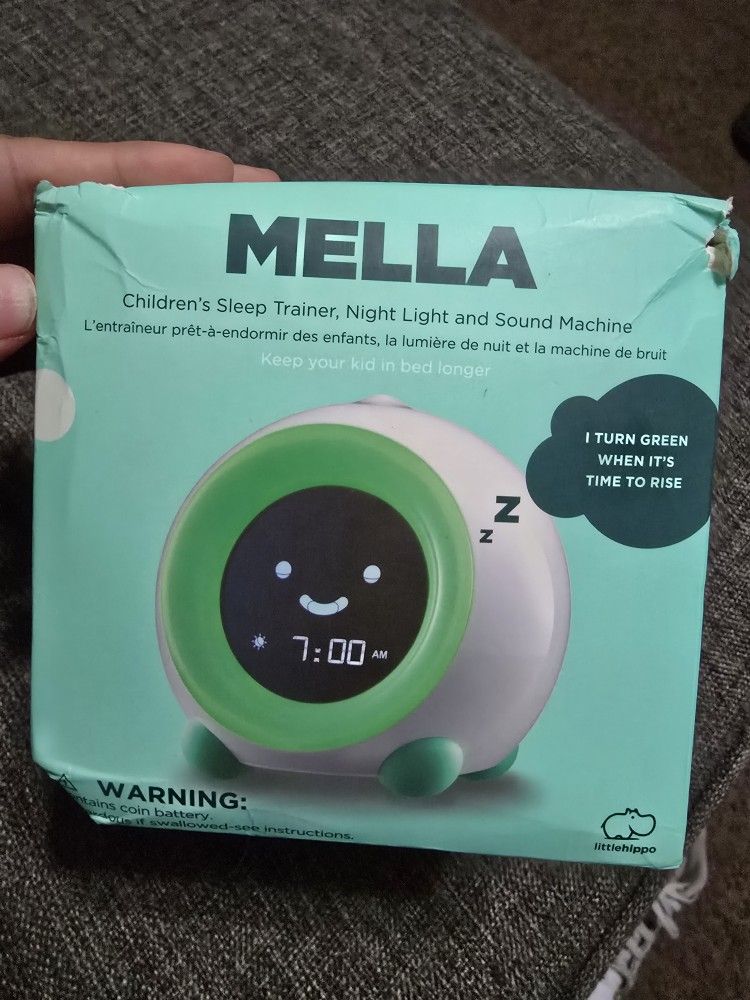 MELLA
Children's Sleep Trainer, Night Light and Sound Machine
L'entraîneur prêt-à-endormir des enfants, la lumière de nuit et la machine de bruit
Keep your kid in bed longer
I TURN GREEN
WHEN IT'S
TIME TO RISE
Z
z
7:00 AM
WARNING:
coin battery.
if swallowed-see instructions.
littlehippo